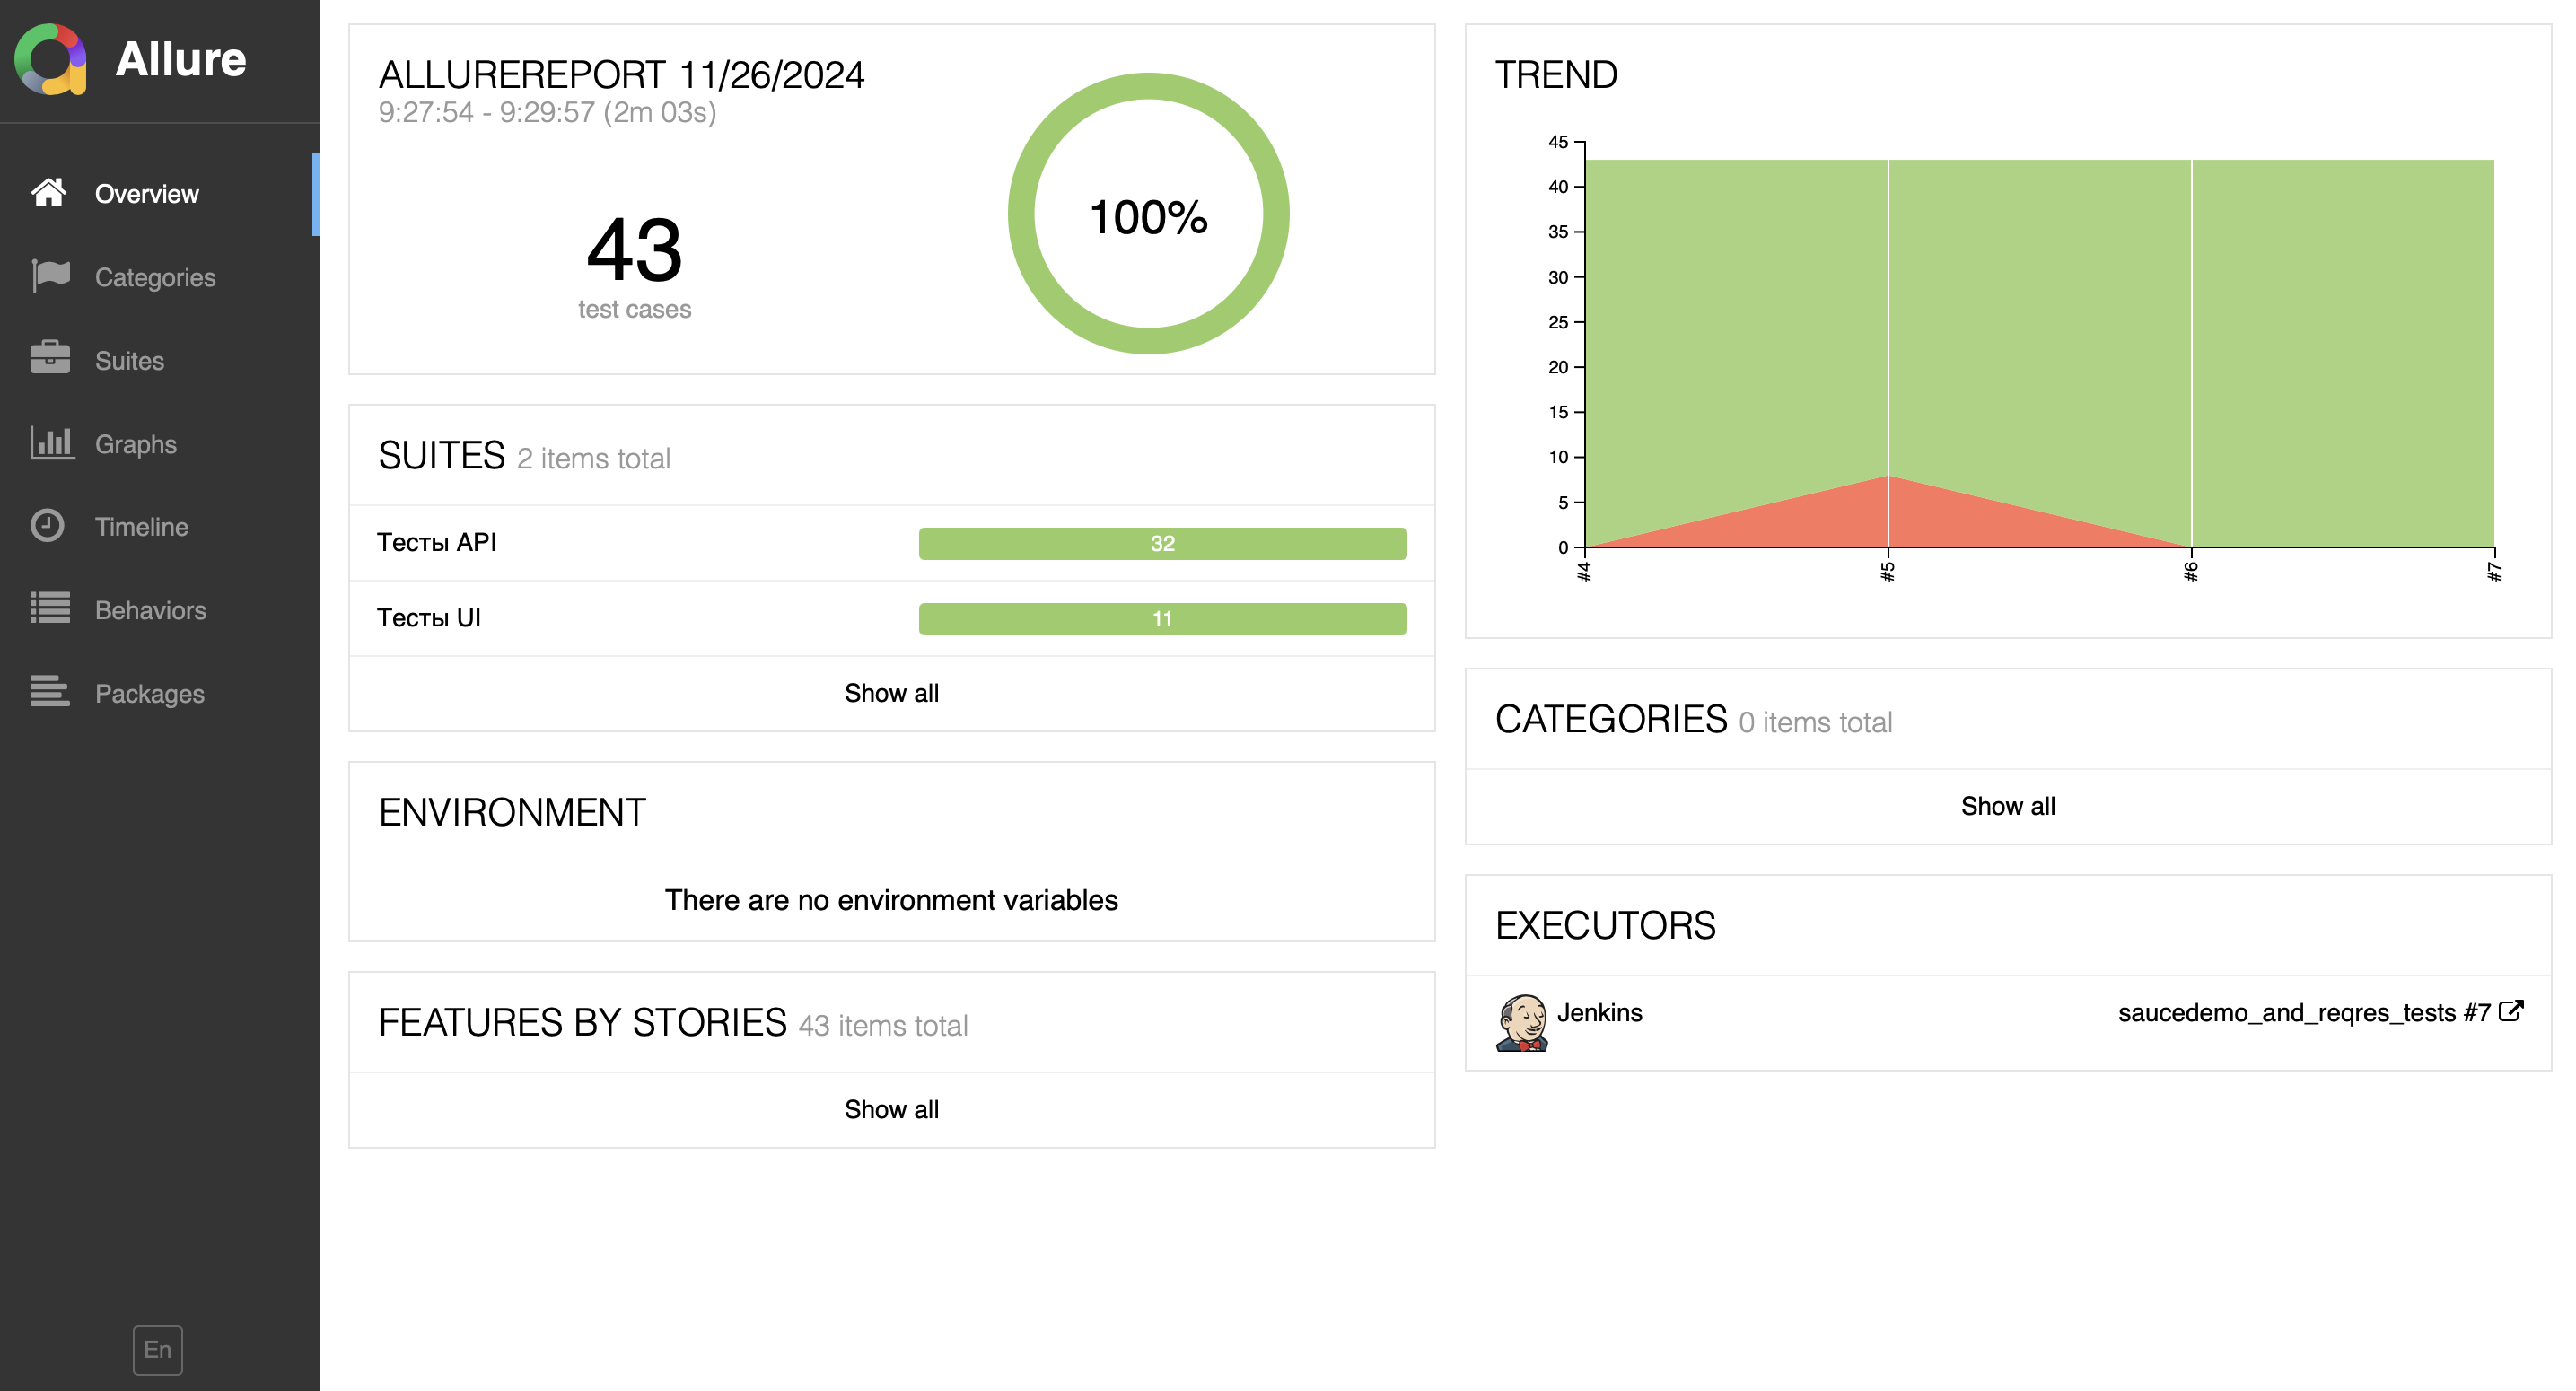 Allure
Overview
Categories
Suites
Graphs
Timeline
Behaviors
Packages
En
ALLUREREPORT 11/26/2024
9:27:54 - 9:29:57 (2m 03s)
43
test cases
100%
SUITES 2 items total
Тесты API 32
Тесты UI 11
Show all
ENVIRONMENT
There are no environment variables
FEATURES BY STORIES 43 items total
Show all
TREND
45
40
35
30
25
20
15
10
5
0
#4 #5 #6 #7
CATEGORIES 0 items total
Show all
EXECUTORS
Jenkins saucedemo_and_reqres_tests #7